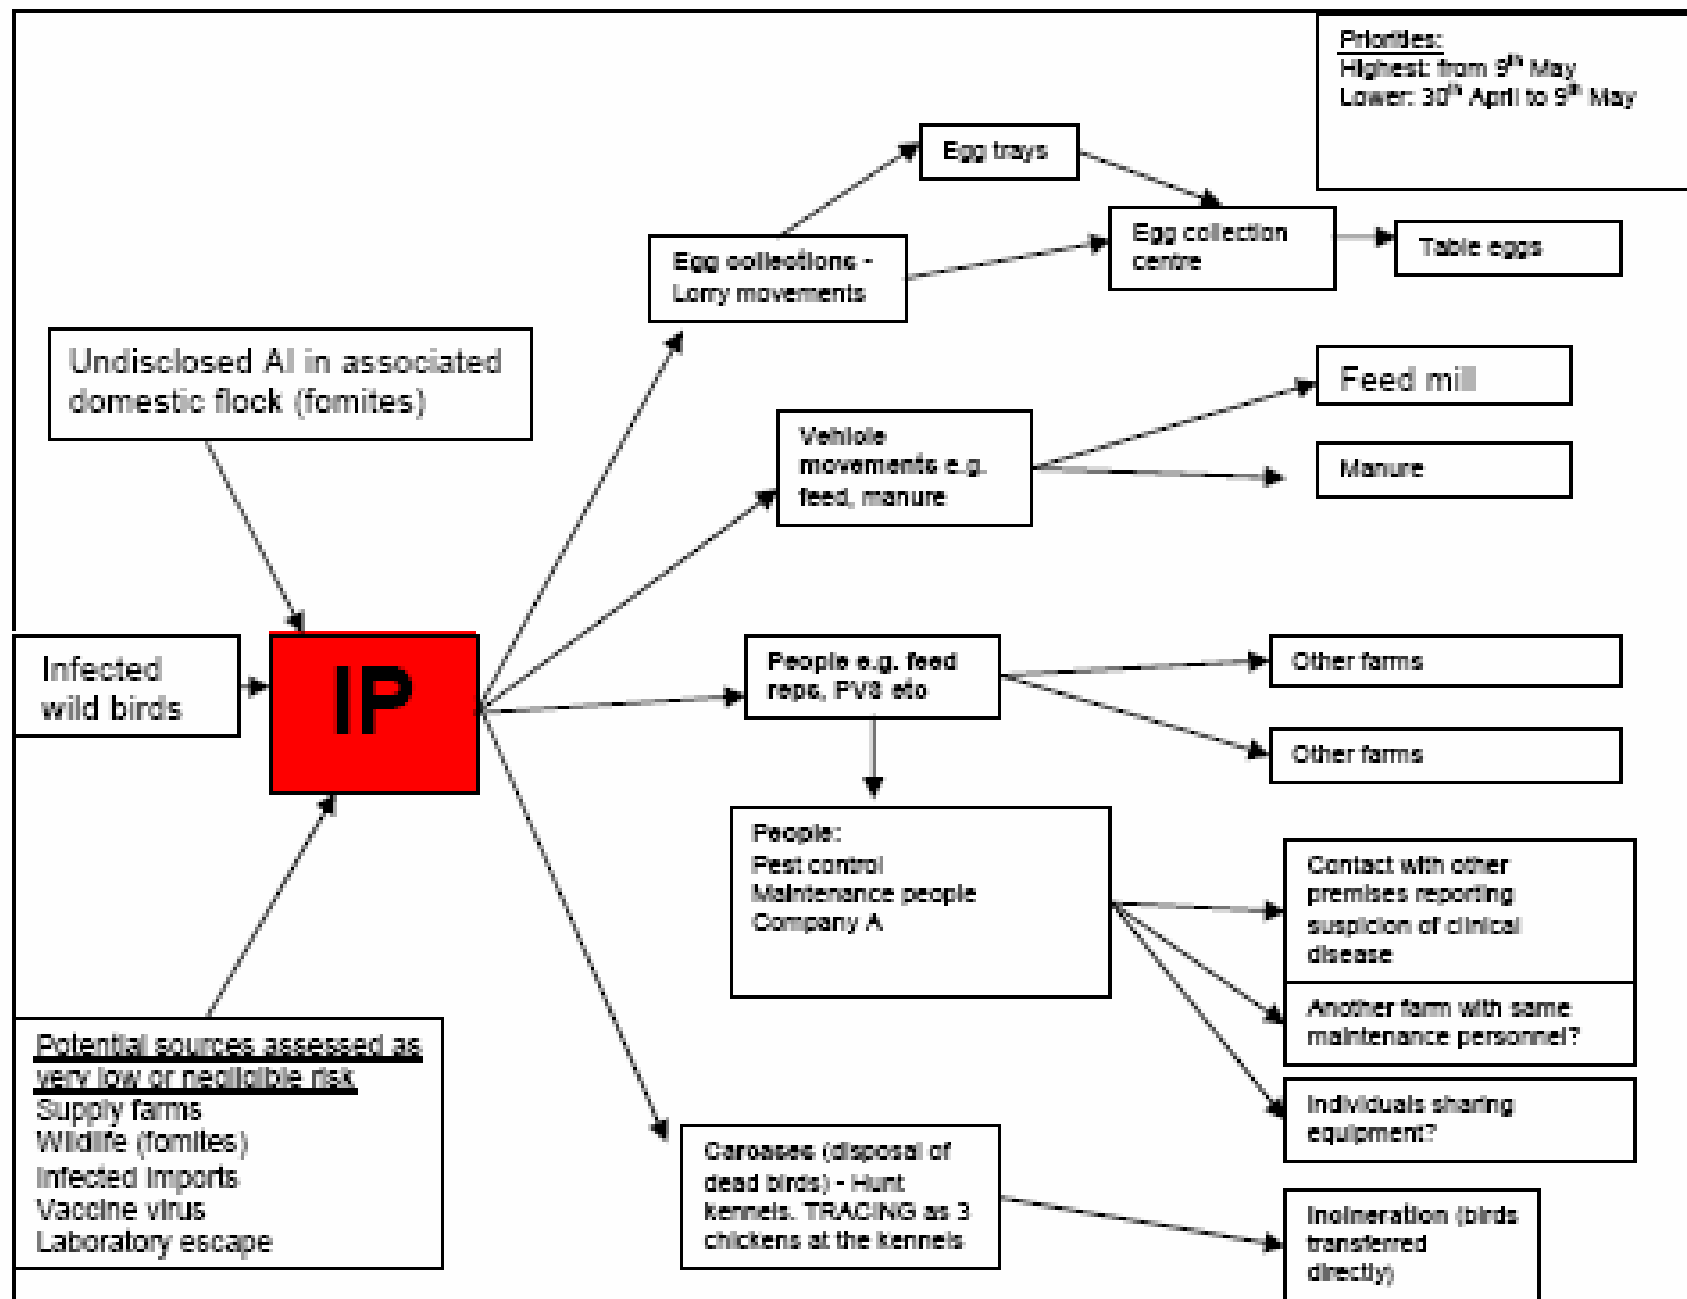 Priorities:
Highest: from 9th May
Lower: 30th April to 9th May
Egg trays
Egg collection
centre
Table eggs
Egg collections -
Lorry movements
Undisclosed AI in associated
domestic flock (fomites)
Feed mill
Vehicle
movements e.g.
feed, manure
Manure
Infected
wild birds
IP
People e.g. feed
reps, PVS etc
Other farms
Other farms
People:
Pest control
Maintenance people
Company A
Contact with other
premises reporting
suspicion of clinical
disease
Another farm with same
maintenance personnel?
Individuals sharing
equipment?
Potential sources assessed as
very low or negligible risk
Supply farms
Wildlife (fomites)
Infected Imports
Vaccine virus
Laboratory escape
Carcases (disposal of
dead birds) - Hunt
kennels. TRACING as 3
chickens at the kennels
Incineration (birds
transferred
directly)